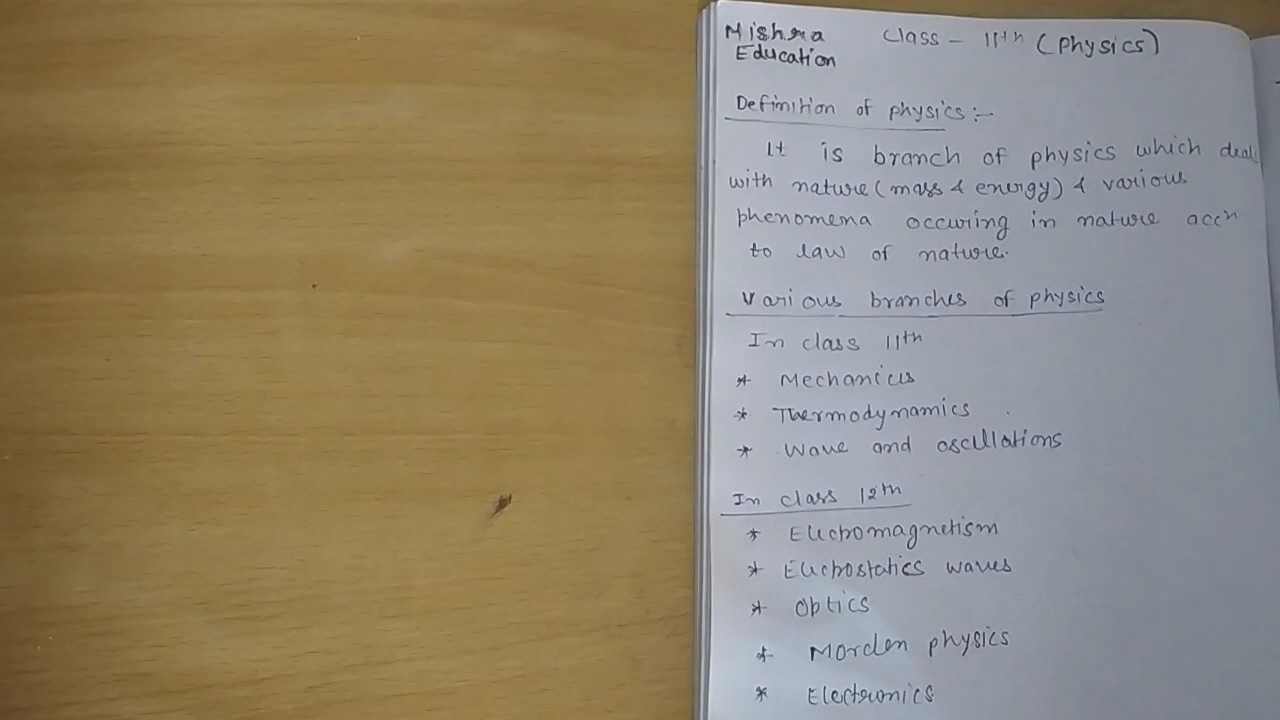 Mishra Class - 11th (Physics)
Education
Definition of physics :-
It is branch of physics which deal
with nature (mass & energy) & various
phenomena occuring in nature accn
to law of nature.
Various branches of physics
In class 11th
* Mechanics
* Thermodynamics
* Wave and oscillations
In class 12th
* Electromagnetism
* Electrostatics waves
* Optics
* Morden physics
* Electronics